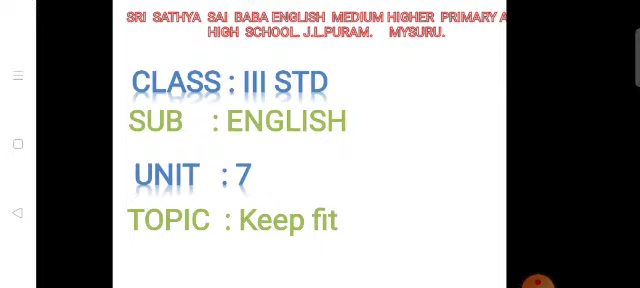 SRI SATHYA SAI BABA ENGLISH MEDIUM HIGHER PRIMARY A
HIGH SCHOOL. J.L.PURAM. MYSURU.
CLASS : III STD
SUB : ENGLISH
UNIT : 7
TOPIC : Keep fit